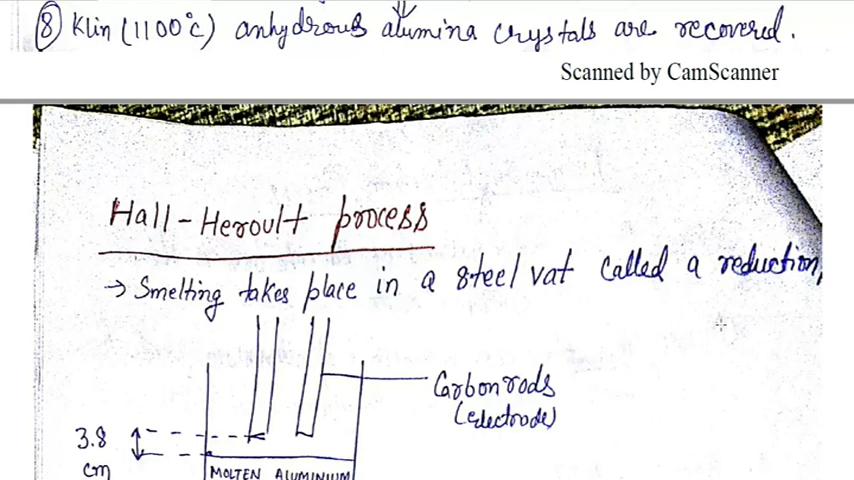 ⑧ Klin (1100°c) anhydrous alumina crystals are recovered.
Scanned by CamScanner
Hall-Heroult process
→ Smelting takes place in a steel vat called a reduction,
Carbon rods
(electrode)
3.8
cm
MOLTEN ALUMINIUM